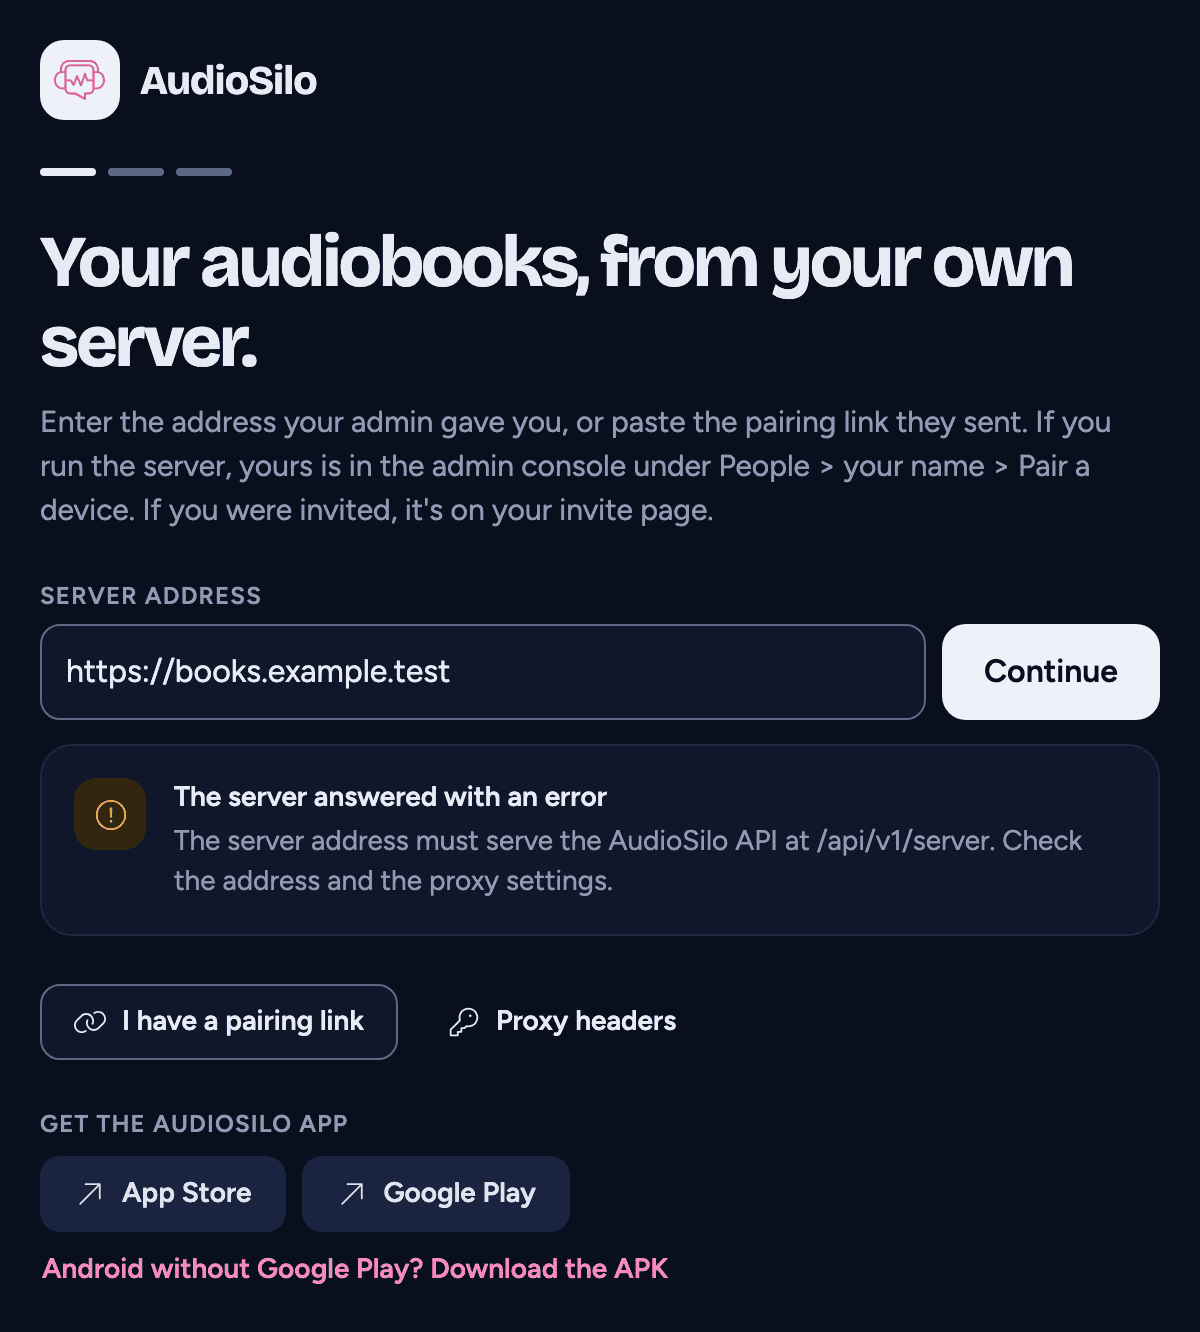 AudioSilo
Your audiobooks, from your own
server.
Enter the address your admin gave you, or paste the pairing link they sent. If you
run the server, yours is in the admin console under People > your name > Pair a
device. If you were invited, it's on your invite page.
SERVER ADDRESS
https://books.example.test
Continue
The server answered with an error
The server address must serve the AudioSilo API at /api/v1/server. Check
the address and the proxy settings.
I have a pairing link
Proxy headers
GET THE AUDIOSILO APP
App Store
Google Play
Android without Google Play? Download the APK